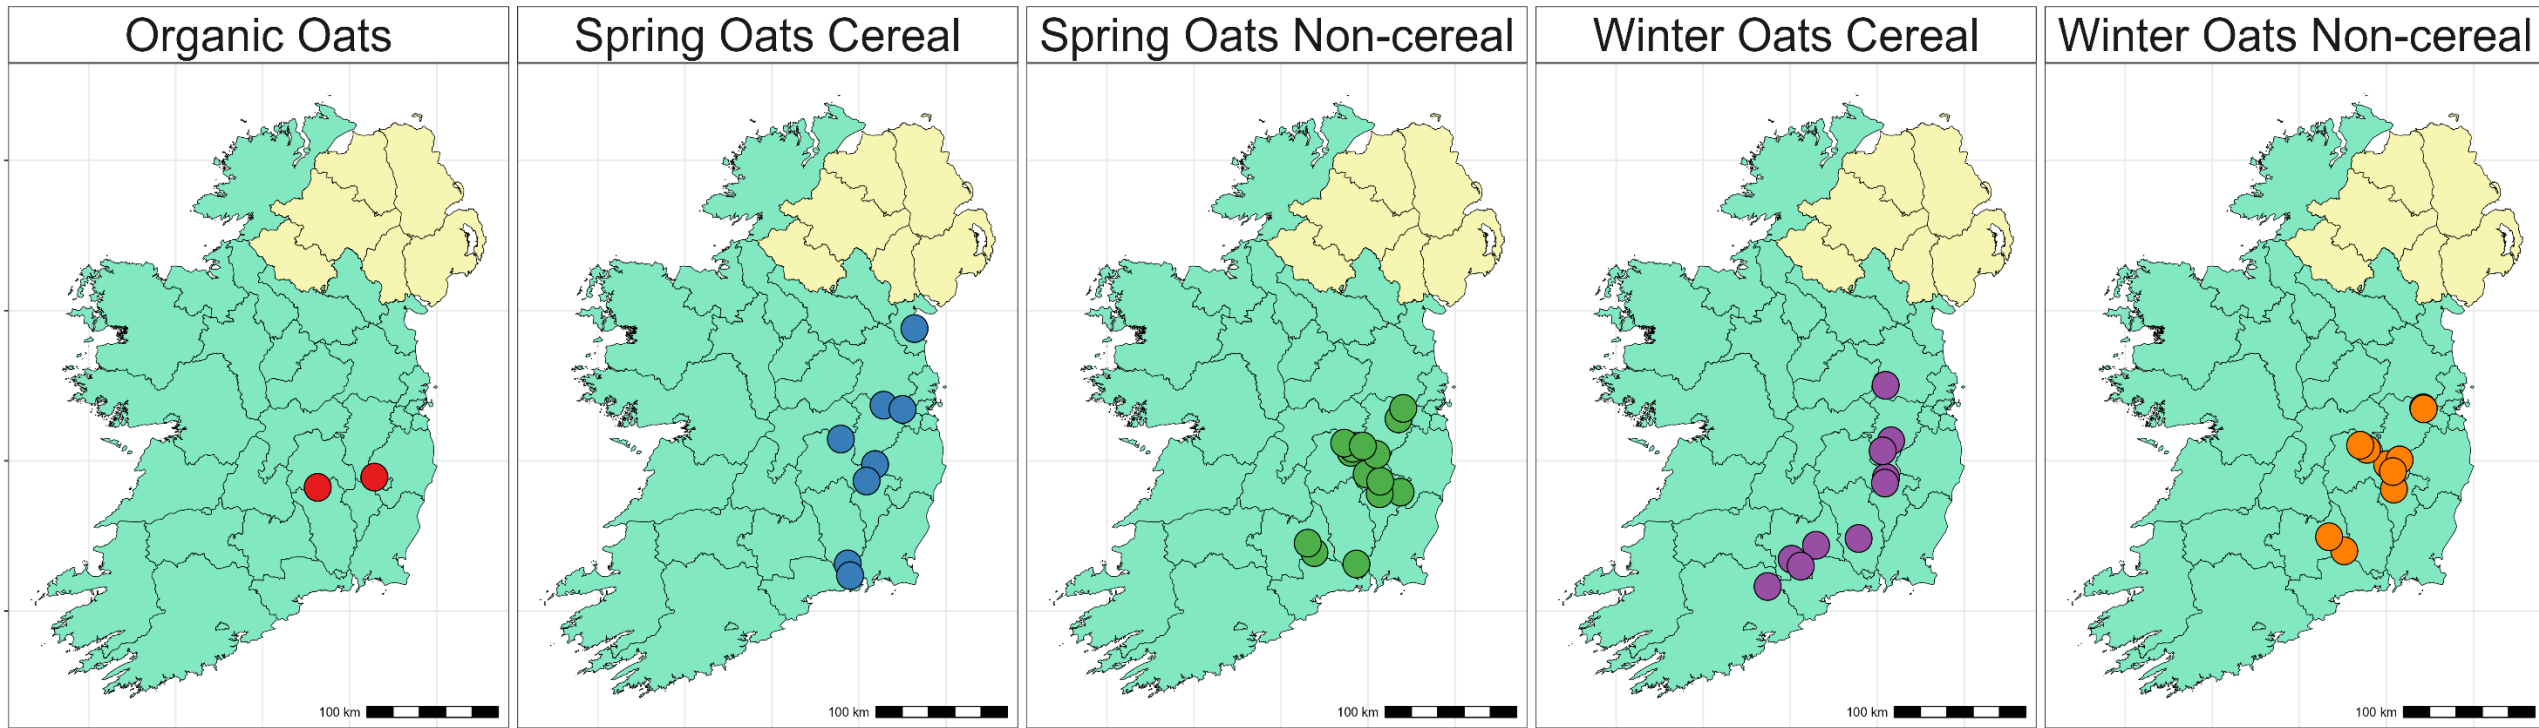 Organic Oats
Spring Oats Cereal
Spring Oats Non-cereal
Winter Oats Cereal
Winter Oats Non-cereal
100 km
100 km
100 km
100 km
100 km